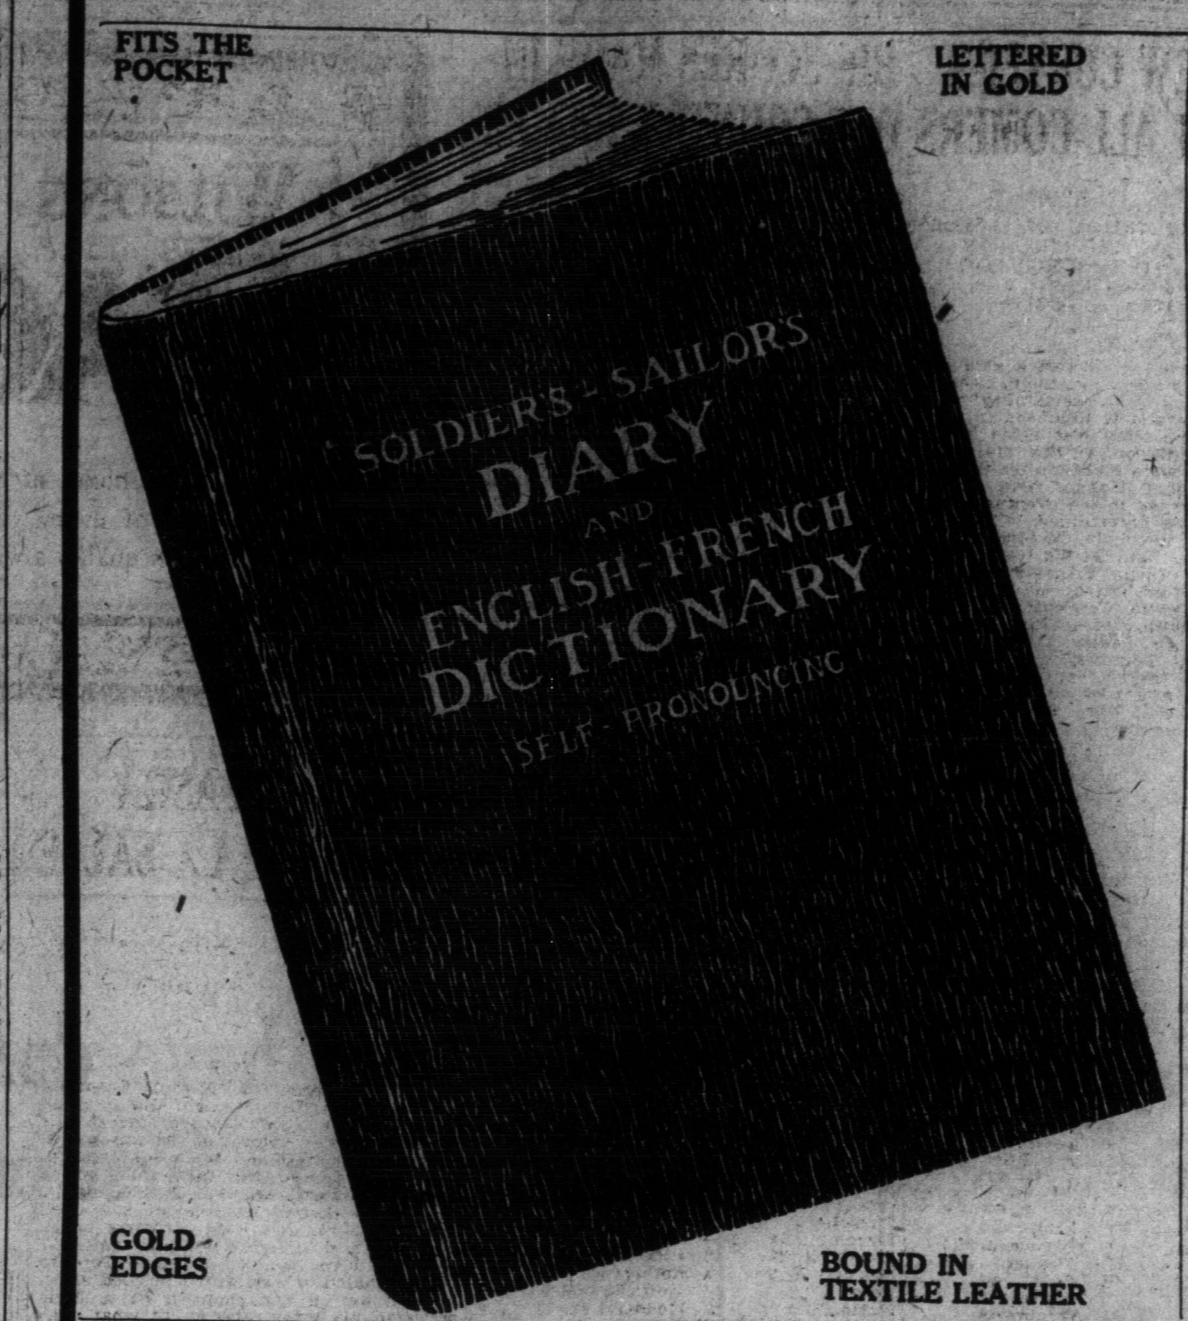 FITS THE
POCKET
LETTERED
IN GOLD
SOLDIER'S-SAILOR'S
DIARY
AND
ENGLISH-FRENCH
DICTIONARY
SELF-PRONOUNCING
GOLD
EDGES
BOUND IN
TEXTILE LEATHER